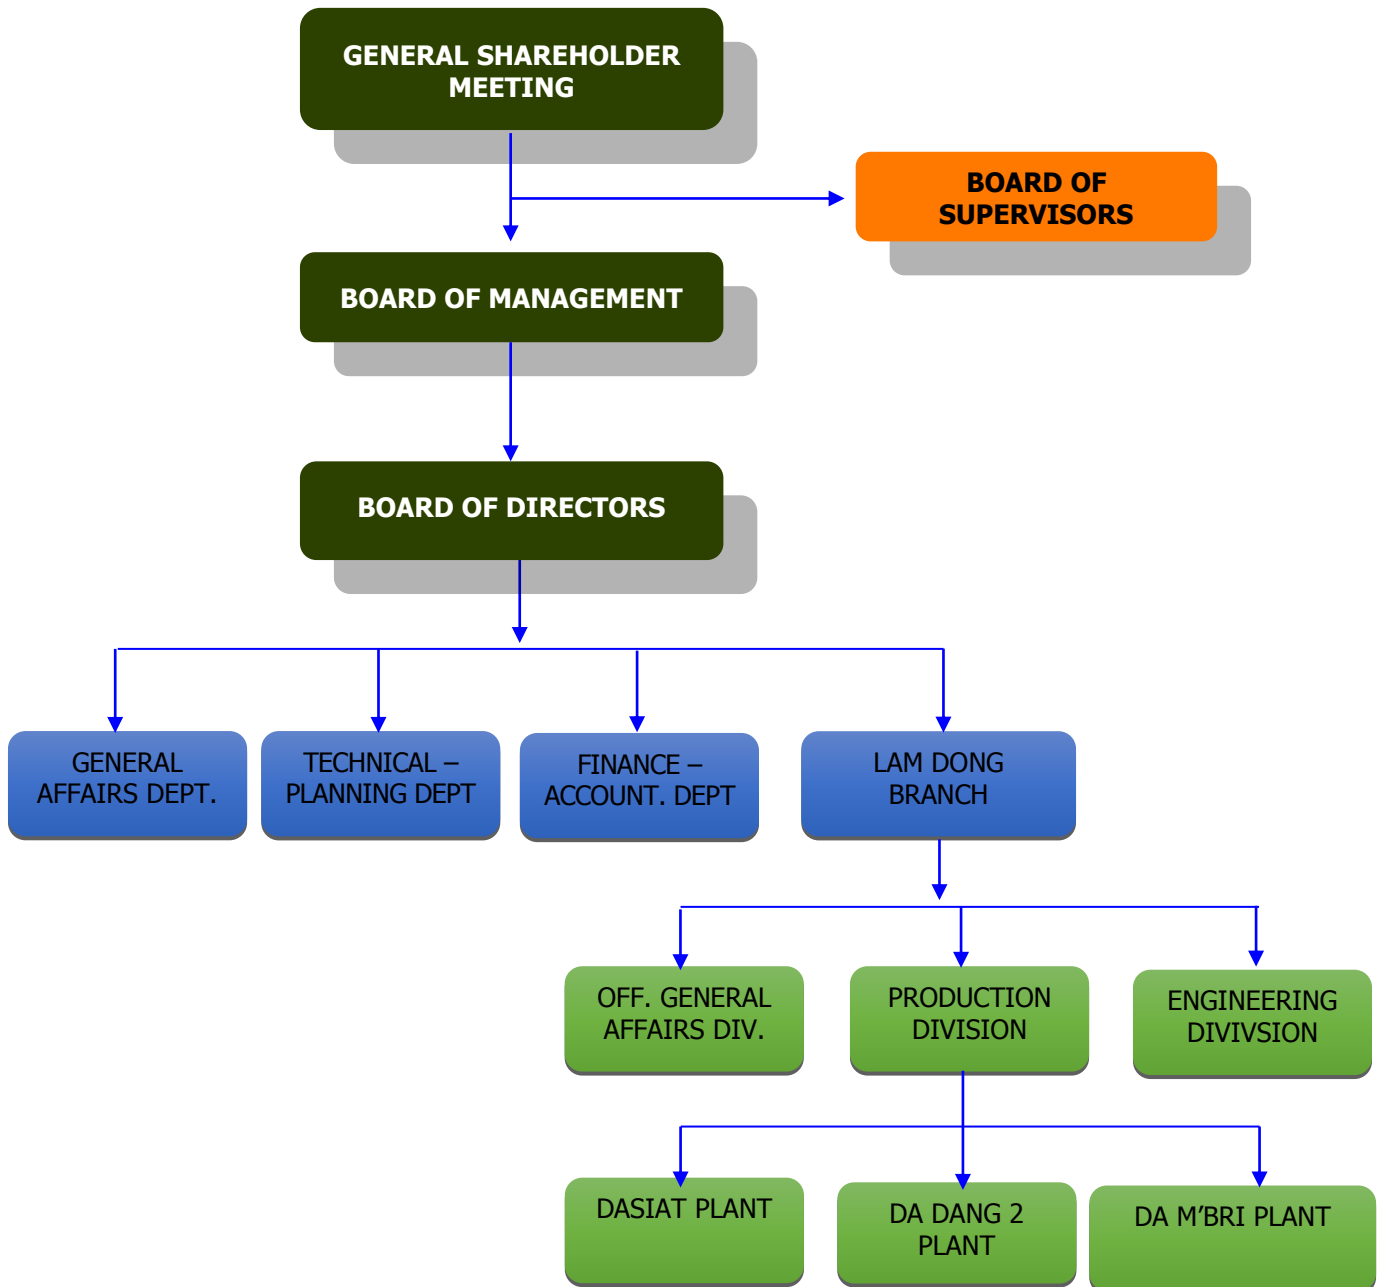 GENERAL SHAREHOLDER
MEETING
BOARD OF
SUPERVISORS
BOARD OF MANAGEMENT
BOARD OF DIRECTORS
GENERAL
AFFAIRS DEPT.
TECHNICAL –
PLANNING DEPT
FINANCE –
ACCOUNT. DEPT
LAM DONG
BRANCH
OFF. GENERAL
AFFAIRS DIV.
PRODUCTION
DIVISION
ENGINEERING
DIVIVSION
DASIAT PLANT
DA DANG 2
PLANT
DA M’BRI PLANT